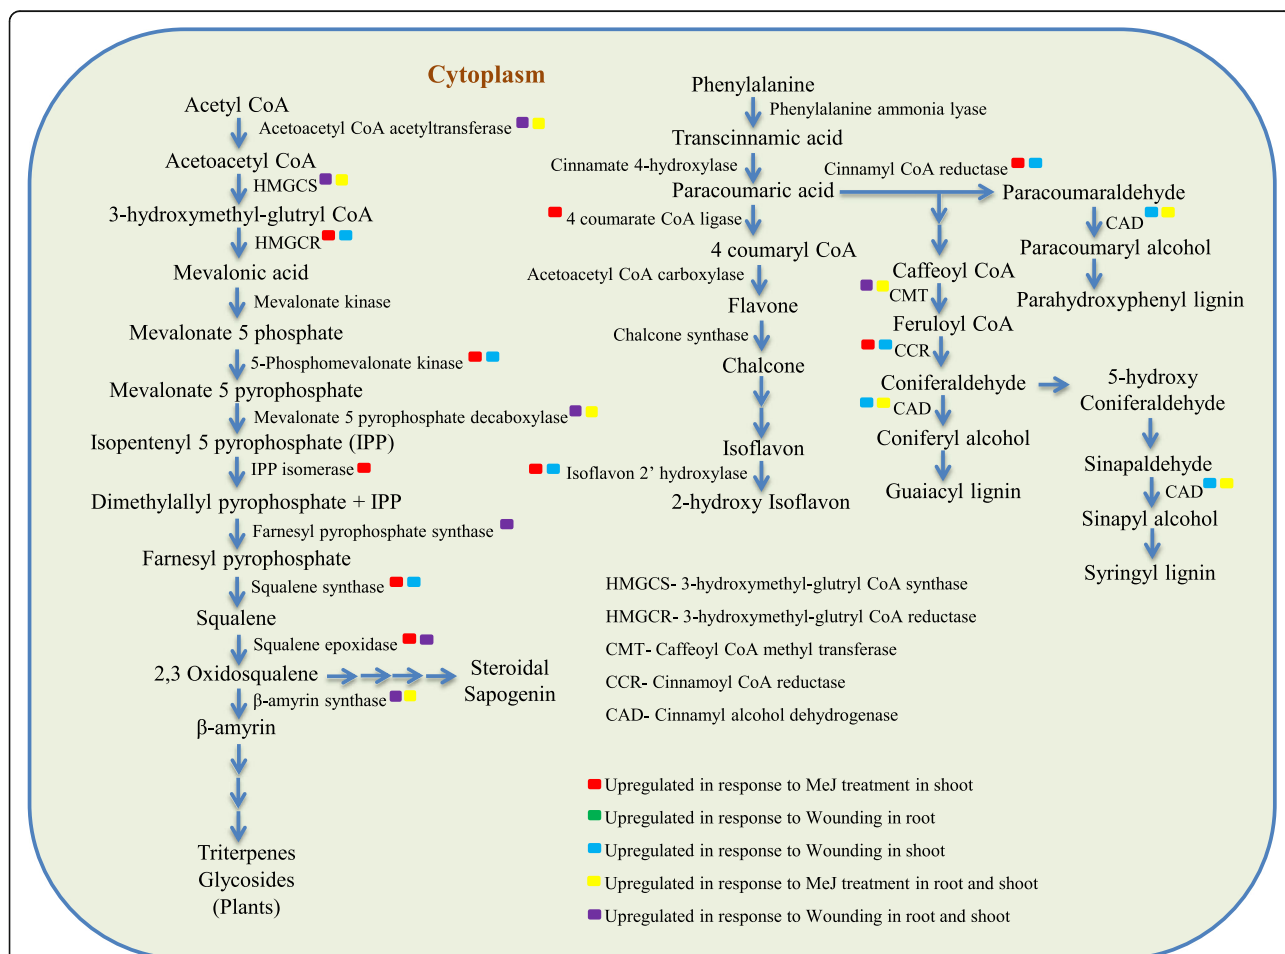 Cytoplasm
Acetyl CoA
Acetoacetyl CoA acetyltransferase
Acetoacetyl CoA
HMGCS
3-hydroxymethyl-glutryl CoA
HMGCR
Mevalonic acid
Mevalonate kinase
Mevalonate 5 phosphate
5-Phosphomevalonate kinase
Mevalonate 5 pyrophosphate
Mevalonate 5 pyrophosphate decaboxylase
Isopentenyl 5 pyrophosphate (IPP)
IPP isomerase
Dimethylallyl pyrophosphate + IPP
Farnesyl pyrophosphate synthase
Farnesyl pyrophosphate
Squalene synthase
Squalene
Squalene epoxidase
2,3 Oxidosqualene
Steroidal
Sapogenin
β-amyrin synthase
β-amyrin
Triterpenes
Glycosides
(Plants)
Phenylalanine
Phenylalanine ammonia lyase
Transcinnamic acid
Cinnamate 4-hydroxylase
Paracoumaric acid
4 coumarate CoA ligase
4 coumaryl CoA
Acetoacetyl CoA carboxylase
Flavone
Chalcone synthase
Chalcone
Isoflavon
Isoflavon 2’ hydroxylase
2-hydroxy Isoflavon
Cinnamyl CoA reductase
Paracoumaraldehyde
CAD
Paracoumaryl alcohol
Parahydroxyphenyl lignin
Caffeoyl CoA
CMT
Feruloyl CoA
CCR
Coniferaldehyde
CAD
Coniferyl alcohol
Guaiacyl lignin
5-hydroxy
Coniferaldehyde
Sinapaldehyde
CAD
Sinapyl alcohol
Syringyl lignin
HMGCS- 3-hydroxymethyl-glutryl CoA synthase
HMGCR- 3-hydroxymethyl-glutryl CoA reductase
CMT- Caffeoyl CoA methyl transferase
CCR- Cinnamoyl CoA reductase
CAD- Cinnamyl alcohol dehydrogenase
Upregulated in response to MeJ treatment in shoot
Upregulated in response to Wounding in root
Upregulated in response to Wounding in shoot
Upregulated in response to MeJ treatment in root and shoot
Upregulated in response to Wounding in root and shoot